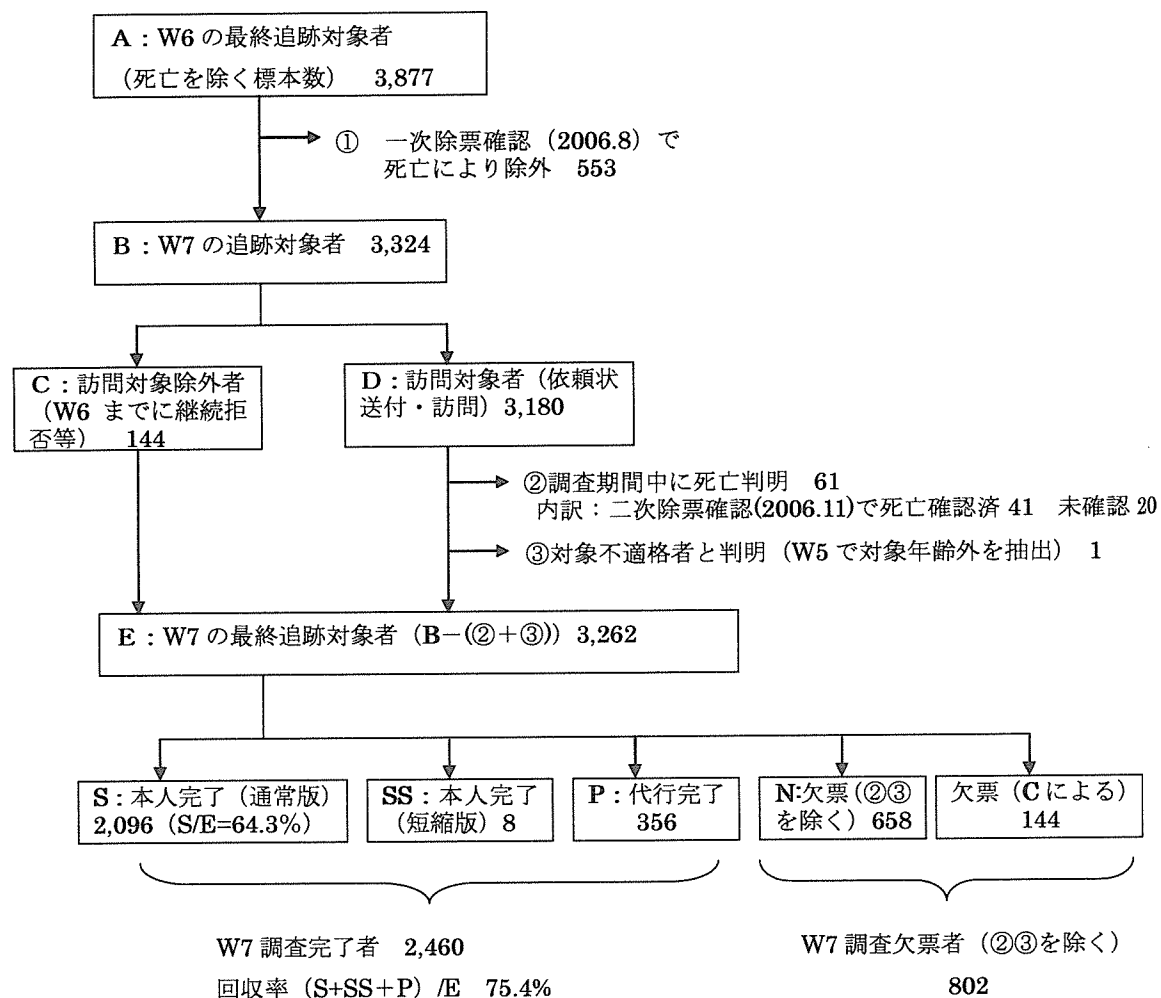 A：W6 の最終追跡対象者
（死亡を除く標本数） 3,877
① 一次除票確認（2006.8）で
死亡により除外 553
B：W7 の追跡対象者 3,324
C：訪問対象除外者
（W6 までに継続拒
否等） 144
D：訪問対象者（依頼状
送付・訪問）3,180
②調査期間中に死亡判明 61
内訳：二次除票確認(2006.11)で死亡確認済 41 未確認 20
③対象不適格者と判明（W5 で対象年齢外を抽出） 1
E：W7 の最終追跡対象者（B－(②＋③)）3,262
S：本人完了（通常版）
2,096（S/E=64.3%）
SS：本人完了
（短縮版）8
P：代行完了
356
N:欠票（②③
を除く）658
欠票（C による）
144
W7 調査完了者 2,460
回収率（S+SS＋P）/E 75.4%
W7 調査欠票者（②③を除く）
802